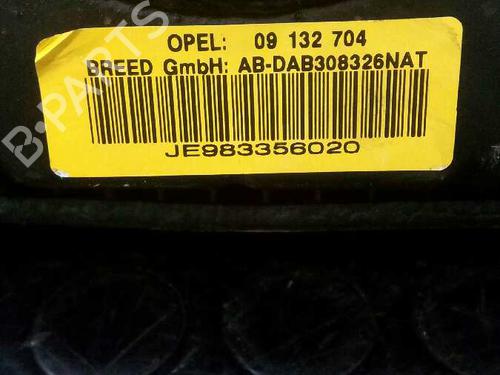 OPEL: 09 132 704
BREED GmbH: AB-DAB308326NAT
JE983356020
B-PARTS